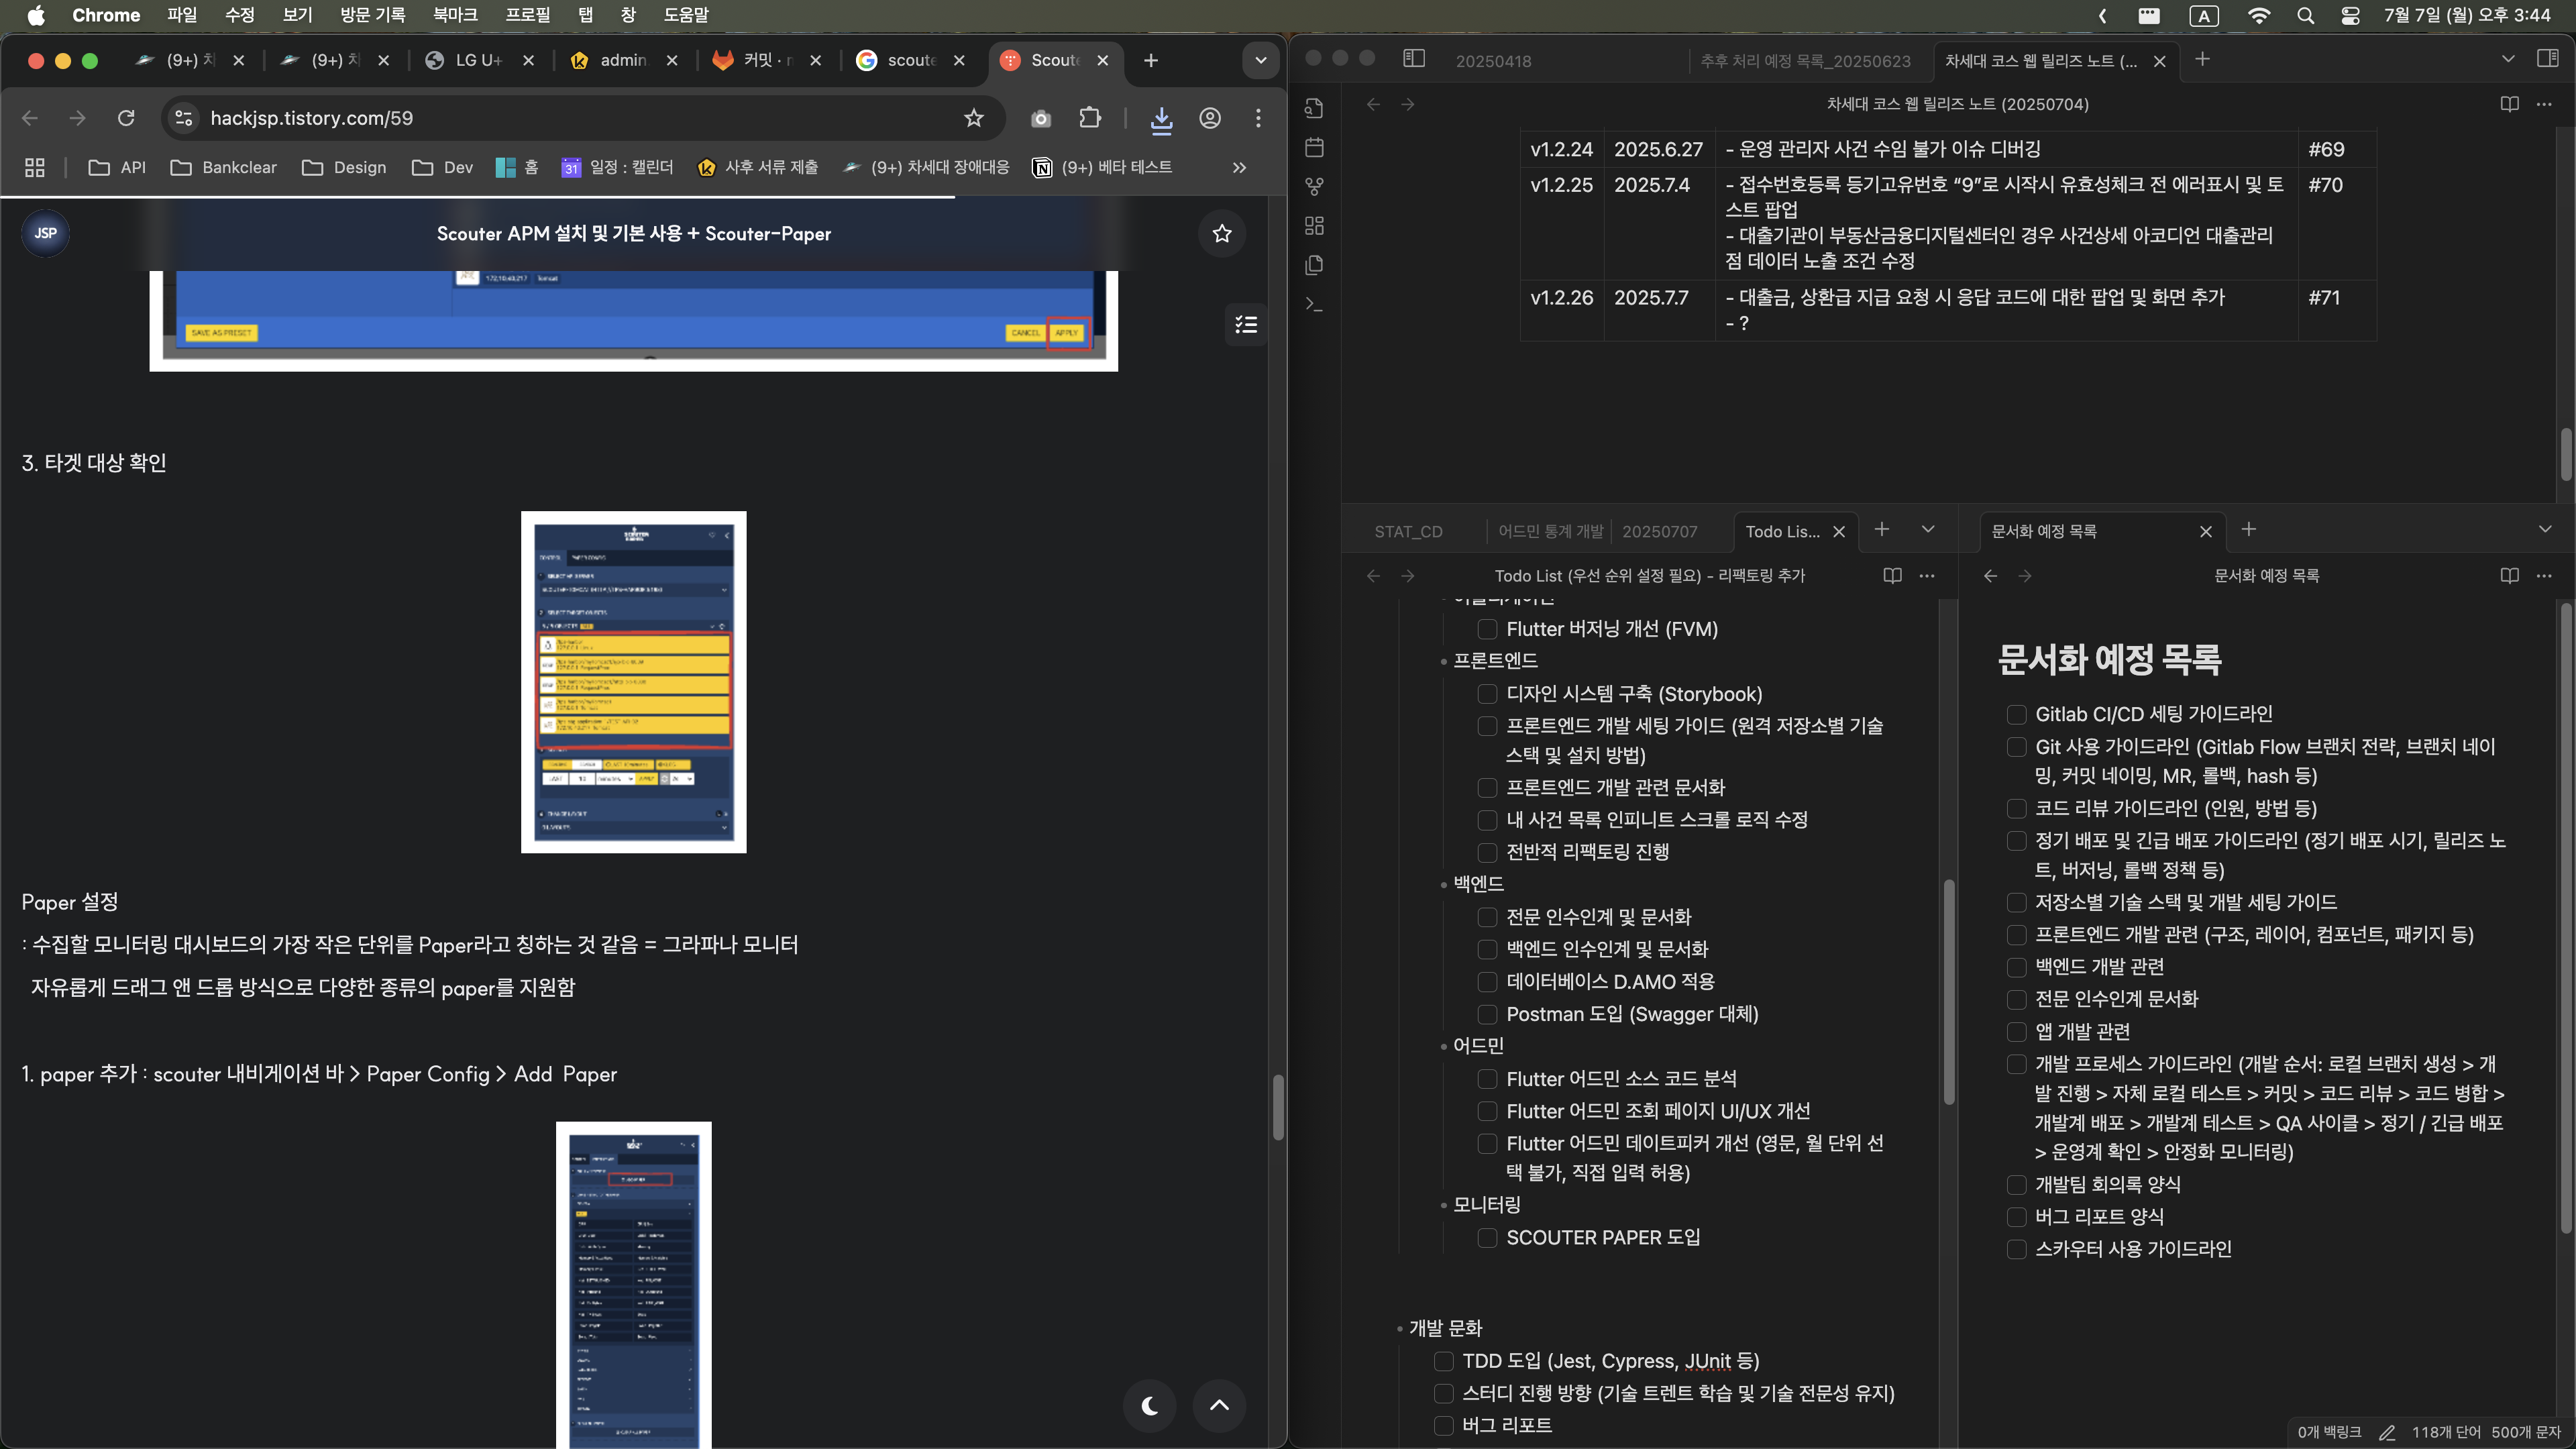 Chrome 파일 수정 보기 방문 기록 북마크 프로필 탭 창 도움말
A 7월 7일 (월) 오후 3:44
(9+) 차 (9+) 차 LG U+ admin. 커밋 · scoute Scoute
hackjsp.tistory.com/59
API Bankclear Design Dev 홈 31 일정 : 캘린더 사후 서류 제출 (9+) 차세대 장애대응 (9+) 베타 테스트
JSP Scouter APM 설치 및 기본 사용 + Scouter-Paper
172.10.40.217 Tomcat
SAVE AS PRESET CANCEL APPLY
3. 타겟 대상 확인
SCOUTER
CONTROL PAPER CONFIG
2 SELECT TARGET OBJECTS
CHANGE LAYOUT
Paper 설정
: 수집할 모니터링 대시보드의 가장 작은 단위를 Paper라고 칭하는 것 같음 = 그라파나 모니터
자유롭게 드래그 앤 드롭 방식으로 다양한 종류의 paper를 지원함
1. paper 추가 : scouter 내비게이션 바 > Paper Config > Add Paper
20250418 추후 처리 예정 목록_20250623 차세대 코스 웹 릴리즈 노트 (...
차세대 코스 웹 릴리즈 노트 (20250704)
v1.2.24 2025.6.27 - 운영 관리자 사건 수임 불가 이슈 디버깅 #69
v1.2.25 2025.7.4 - 접수번호등록 등기고유번호 “9”로 시작시 유효성체크 전 에러표시 및 토 #70
스트 팝업
- 대출기관이 부동산금융디지털센터인 경우 사건상세 아코디언 대출관리
점 데이터 노출 조건 수정
v1.2.26 2025.7.7 - 대출금, 상환급 지급 요청 시 응답 코드에 대한 팝업 및 화면 추가 #71
- ?
STAT_CD 어드민 통계 개발 20250707 Todo Lis...
Todo List (우선 순위 설정 필요) - 리팩토링 추가
어플리케이션
Flutter 버저닝 개선 (FVM)
프론트엔드
디자인 시스템 구축 (Storybook)
프론트엔드 개발 세팅 가이드 (원격 저장소별 기술
스택 및 설치 방법)
프론트엔드 개발 관련 문서화
내 사건 목록 인피니트 스크롤 로직 수정
전반적 리팩토링 진행
백엔드
전문 인수인계 및 문서화
백엔드 인수인계 및 문서화
데이터베이스 D.AMO 적용
Postman 도입 (Swagger 대체)
어드민
Flutter 어드민 소스 코드 분석
Flutter 어드민 조회 페이지 UI/UX 개선
Flutter 어드민 데이트피커 개선 (영문, 월 단위 선
택 불가, 직접 입력 허용)
모니터링
SCOUTER PAPER 도입
개발 문화
TDD 도입 (Jest, Cypress, JUnit 등)
스터디 진행 방향 (기술 트렌트 학습 및 기술 전문성 유지)
버그 리포트
문서화 예정 목록
문서화 예정 목록
문서화 예정 목록
Gitlab CI/CD 세팅 가이드라인
Git 사용 가이드라인 (Gitlab Flow 브랜치 전략, 브랜치 네이
밍, 커밋 네이밍, MR, 롤백, hash 등)
코드 리뷰 가이드라인 (인원, 방법 등)
정기 배포 및 긴급 배포 가이드라인 (정기 배포 시기, 릴리즈 노
트, 버저닝, 롤백 정책 등)
저장소별 기술 스택 및 개발 세팅 가이드
프론트엔드 개발 관련 (구조, 레이어, 컴포넌트, 패키지 등)
백엔드 개발 관련
전문 인수인계 문서화
앱 개발 관련
개발 프로세스 가이드라인 (개발 순서: 로컬 브랜치 생성 > 개
발 진행 > 자체 로컬 테스트 > 커밋 > 코드 리뷰 > 코드 병합 >
개발계 배포 > 개발계 테스트 > QA 사이클 > 정기 / 긴급 배포
> 운영계 확인 > 안정화 모니터링)
개발팀 회의록 양식
버그 리포트 양식
스카우터 사용 가이드라인
0개 백링크 118개 단어 500개 문자